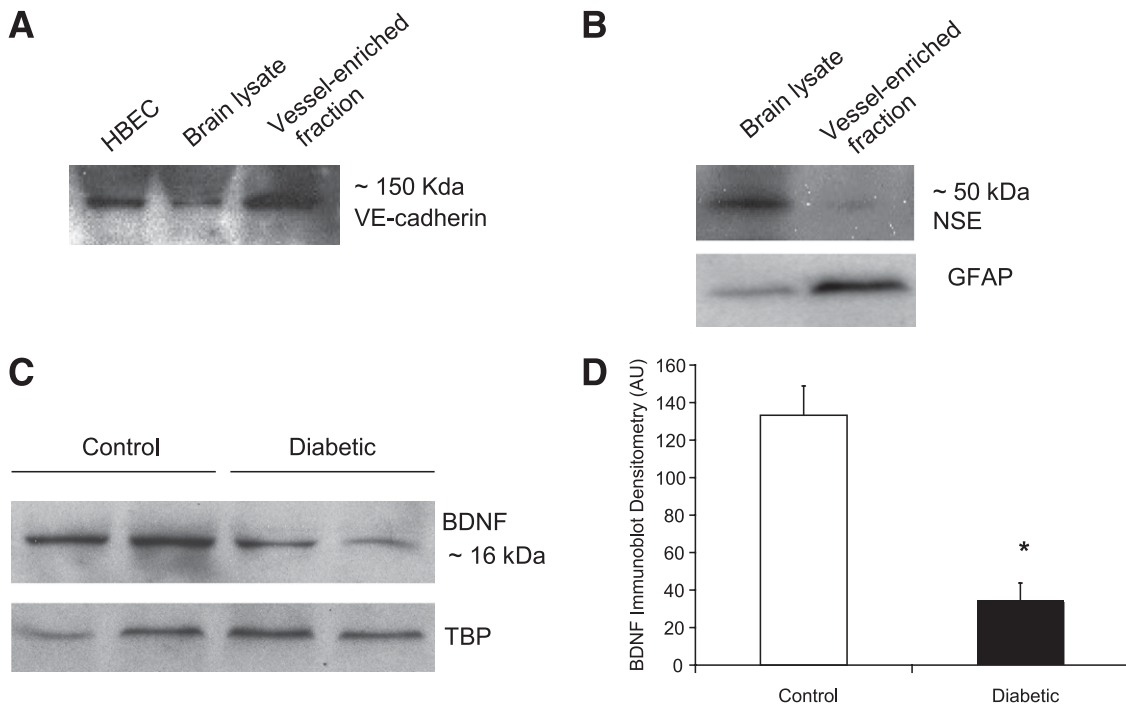 A
HBEC
Brain lysate
Vessel-enriched
fraction
~ 150 Kda
VE-cadherin
B
Brain lysate
Vessel-enriched
fraction
~ 50 kDa
NSE
GFAP
C
Control
Diabetic
BDNF
~ 16 kDa
TBP
D
BDNF Immunoblot Densitometry (AU)
160
140
120
100
80
60
40
20
0
*
Control
Diabetic